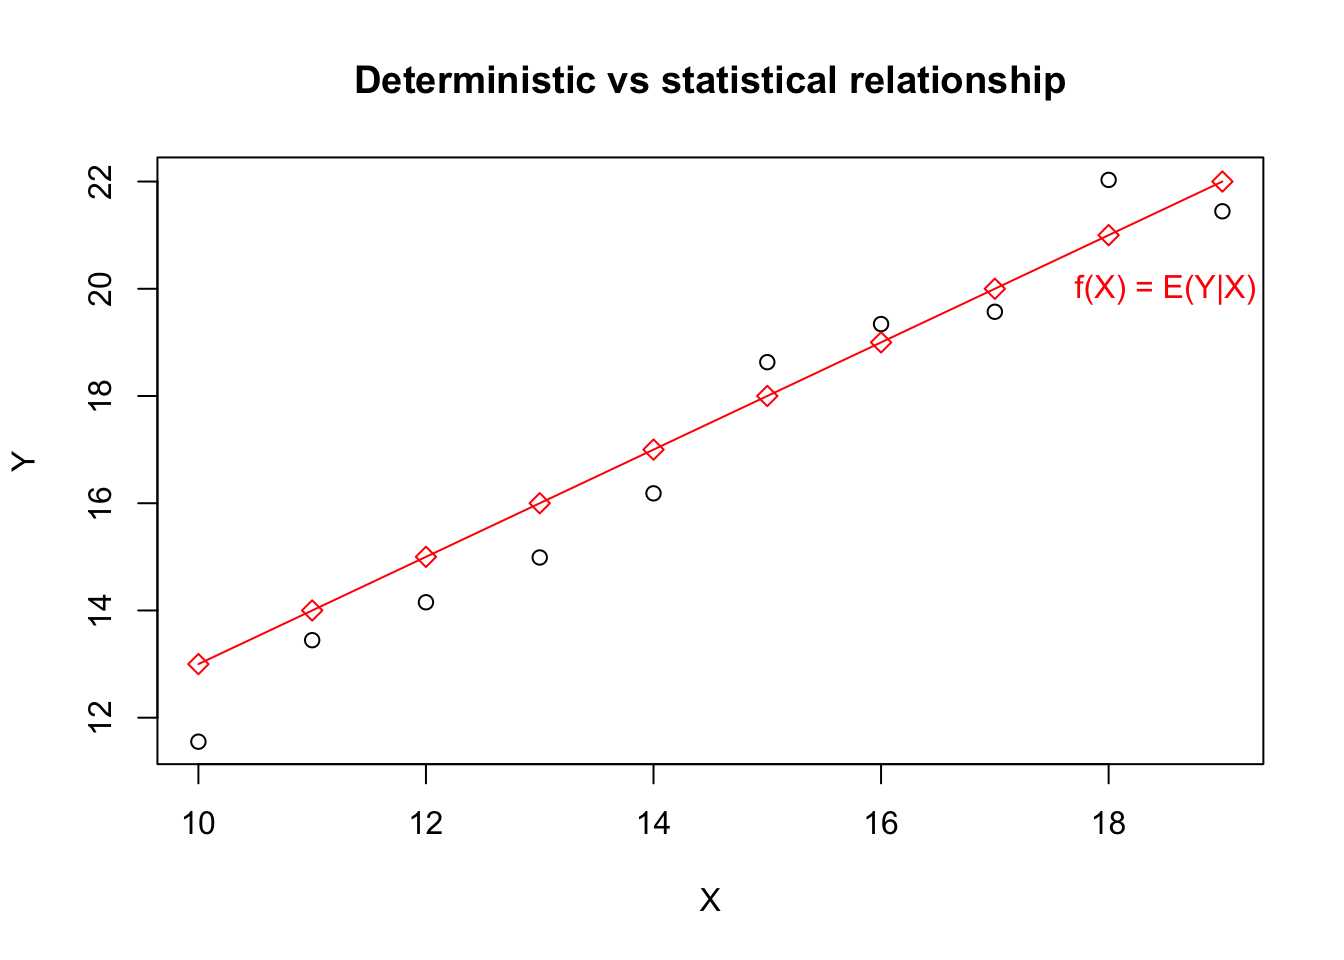 Deterministic vs statistical relationship
22
20
18
16
14
12
Y
f(X) = E(Y|X)
10 12 14 16 18
X